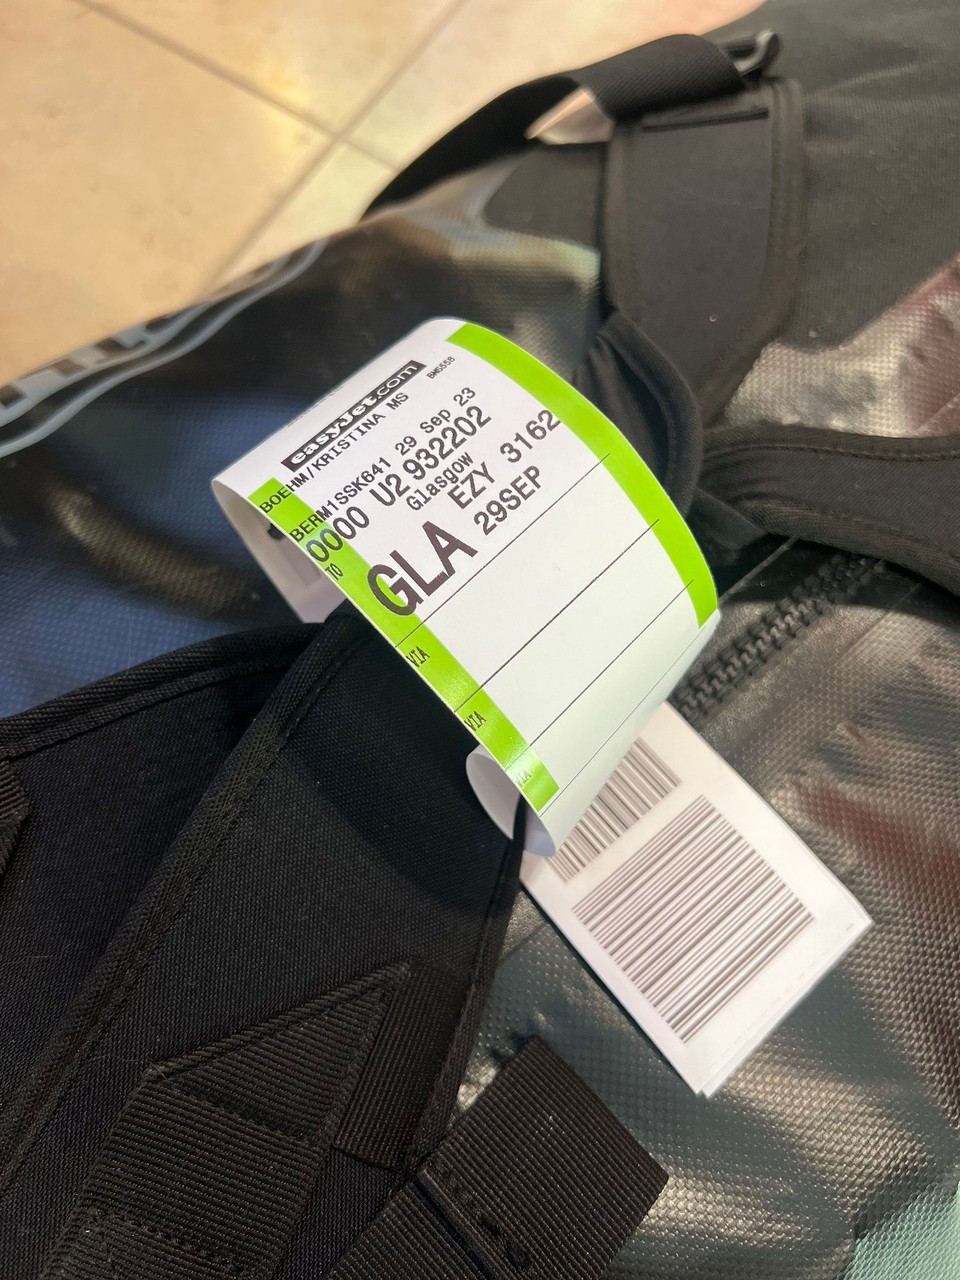 easyJet.com BW5558
BOEHM/KRISTINA MS
BERM1SSK641 29 Sep 23
0000 U2 932202
TO Glasgow
GLA EZY 3162
29SEP
VIA
VIA
VIA